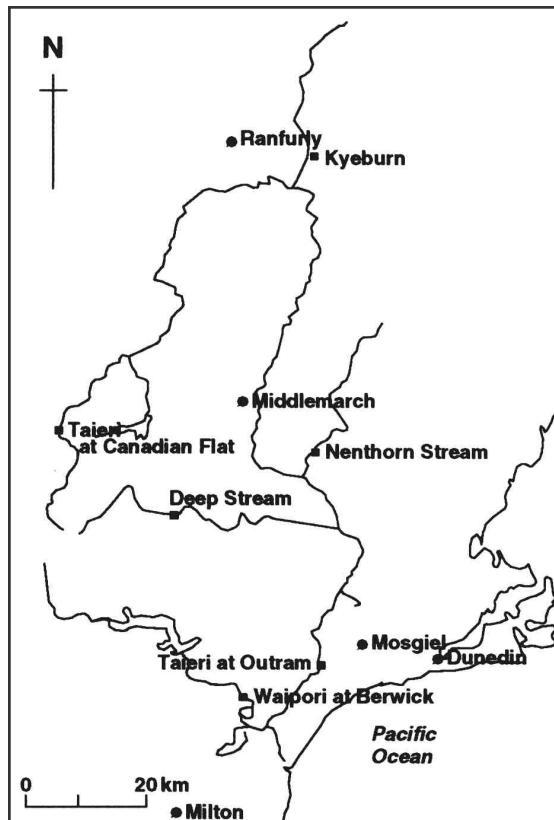 N
Ranfurly
Kyeburn
Middlemarch
Taieri
at Canadian Flat
Nenthorn Stream
Deep Stream
Mosgiel
Taieri at Outram
Dunedin
Waipori at Berwick
Pacific
Ocean
0 20 km
Milton